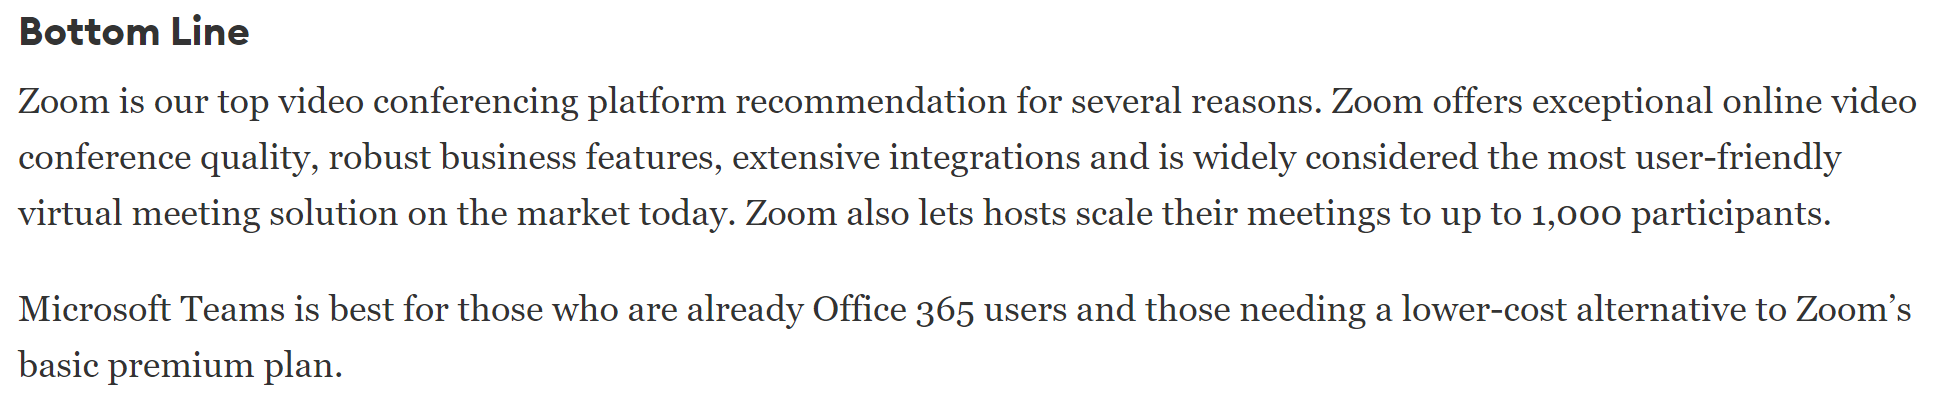 Bottom Line
Zoom is our top video conferencing platform recommendation for several reasons. Zoom offers exceptional online video
conference quality, robust business features, extensive integrations and is widely considered the most user-friendly
virtual meeting solution on the market today. Zoom also lets hosts scale their meetings to up to 1,000 participants.
Microsoft Teams is best for those who are already Office 365 users and those needing a lower-cost alternative to Zoom’s
basic premium plan.